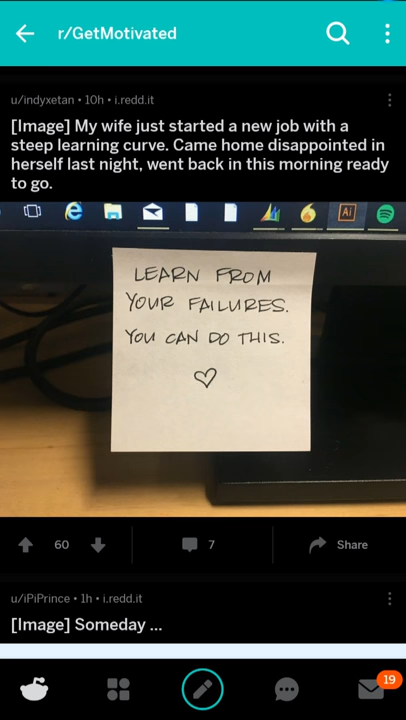 r/GetMotivated
u/indyxetan • 10h • i.redd.it
[Image] My wife just started a new job with a
steep learning curve. Came home disappointed in
herself last night, went back in this morning ready
to go.
Ai
LEARN FROM
YOUR FAILURES.
YOU CAN DO THIS.
60
7
Share
u/iPiPrince • 1h • i.redd.it
[Image] Someday ...
19